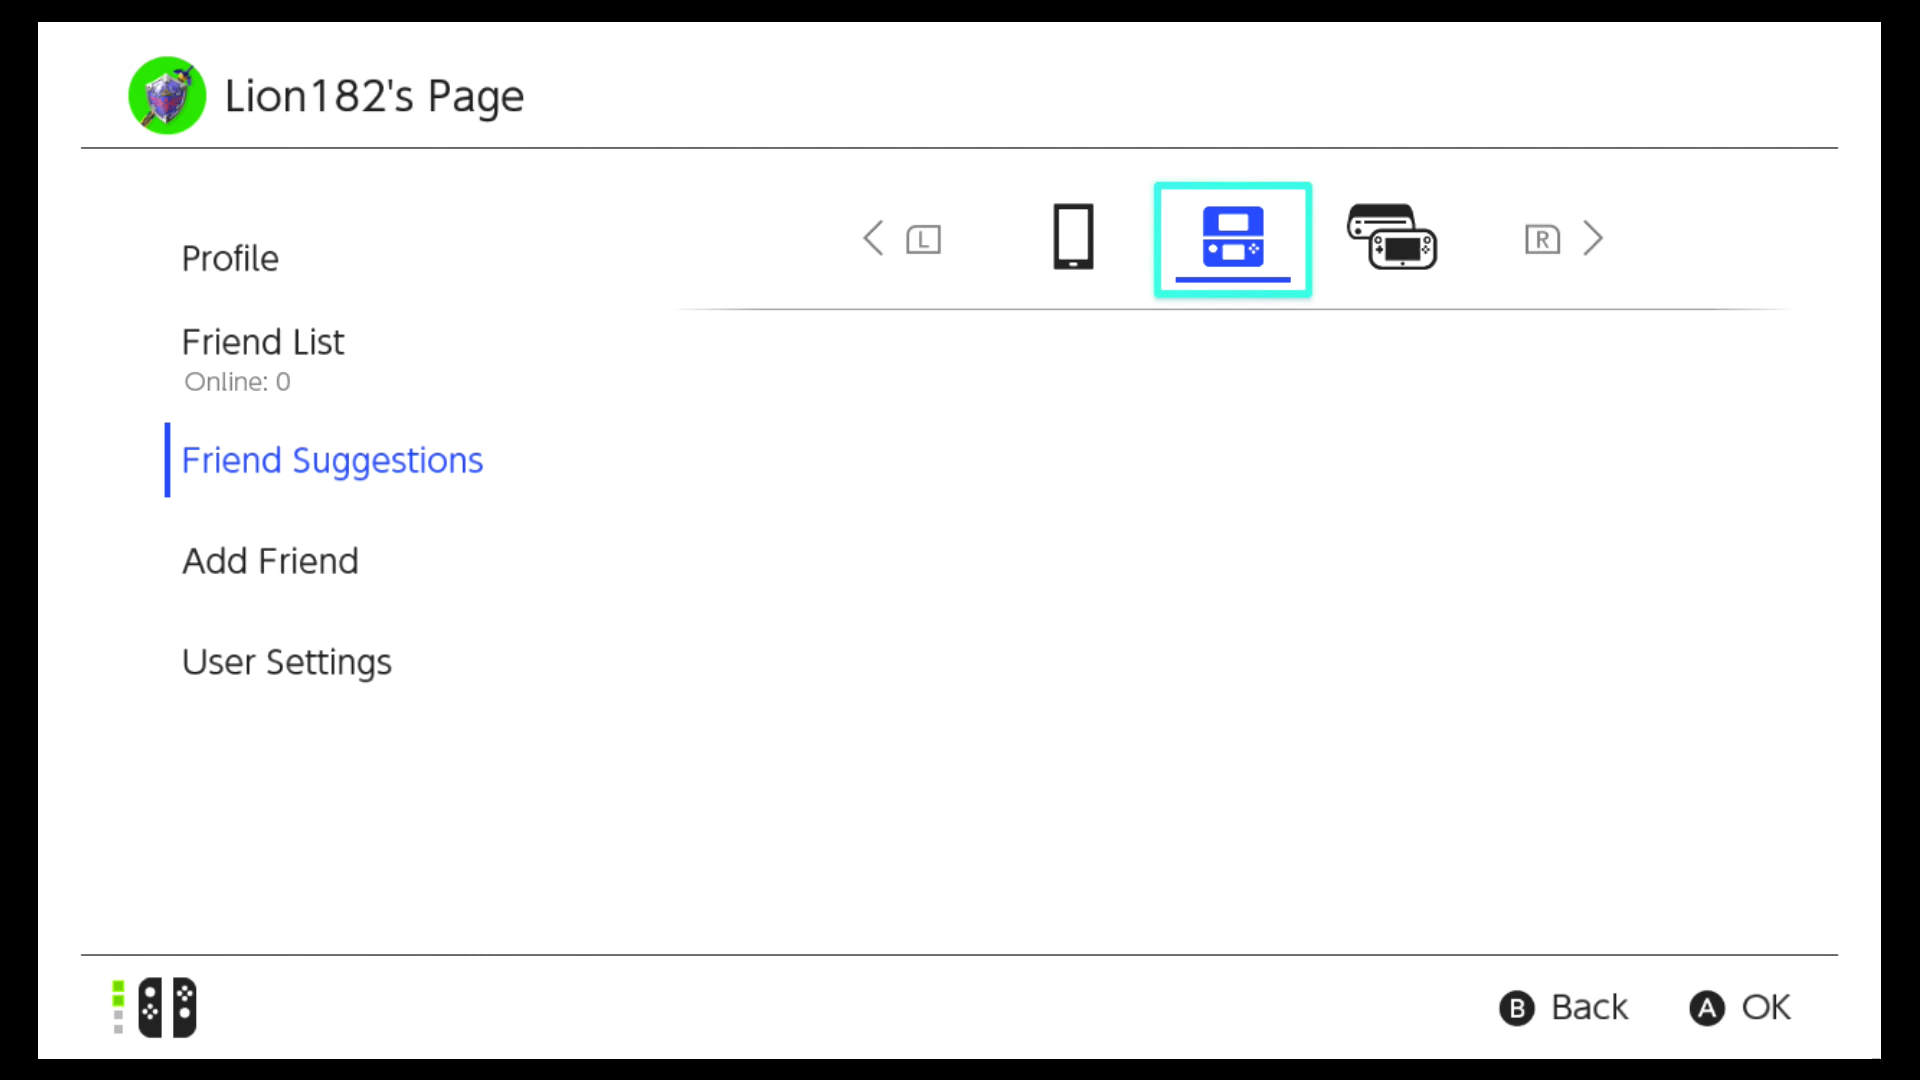 Lion182's Page
L
R
Profile
Friend List
Online: 0
Friend Suggestions
Add Friend
User Settings
B Back
A OK